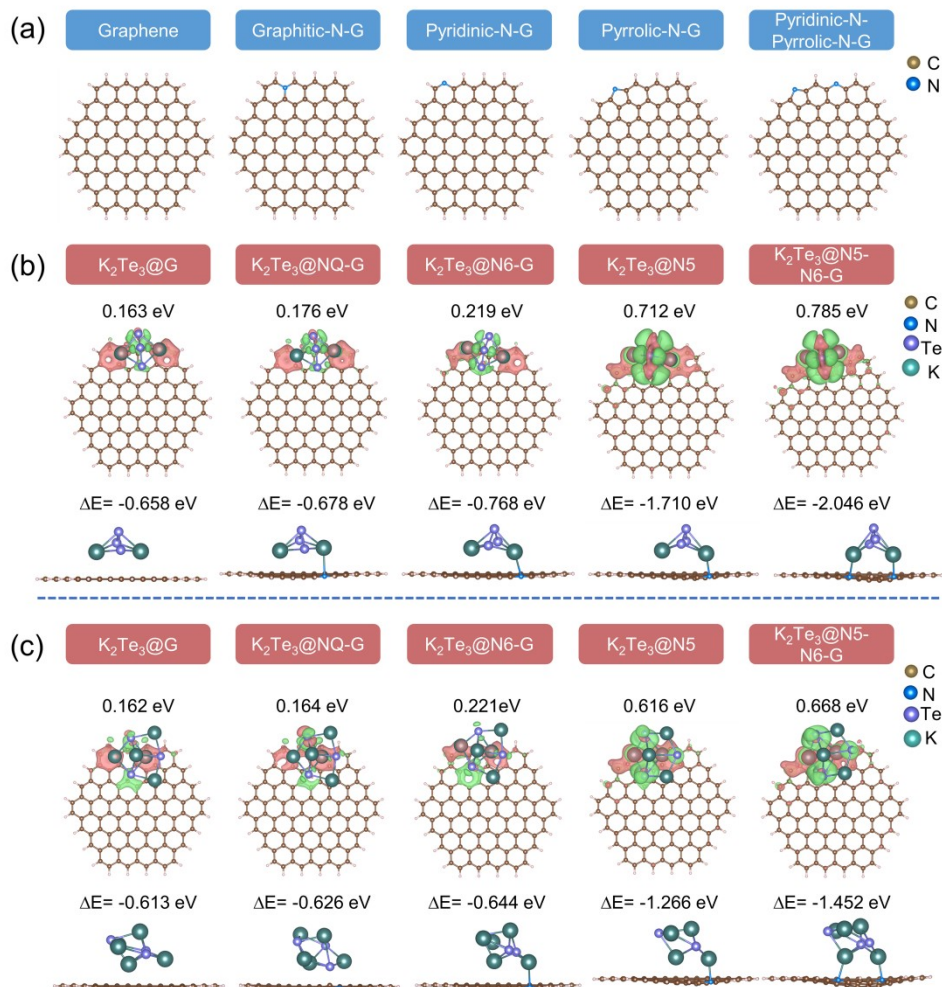 (a)
Graphene
Graphitic-N-G
Pyridinic-N-G
Pyrrolic-N-G
Pyridinic-N-
Pyrrolic-N-G
C
N
(b)
K₂Te₃@G
K₂Te₃@NQ-G
K₂Te₃@N6-G
K₂Te₃@N5
K₂Te₃@N5-
N6-G
0.163 eV
0.176 eV
0.219 eV
0.712 eV
0.785 eV
C
N
Te
K
ΔE= -0.658 eV
ΔE= -0.678 eV
ΔE= -0.768 eV
ΔE= -1.710 eV
ΔE= -2.046 eV
(c)
K₂Te₃@G
K₂Te₃@NQ-G
K₂Te₃@N6-G
K₂Te₃@N5
K₂Te₃@N5-
N6-G
0.162 eV
0.164 eV
0.221eV
0.616 eV
0.668 eV
C
N
Te
K
ΔE= -0.613 eV
ΔE= -0.626 eV
ΔE= -0.644 eV
ΔE= -1.266 eV
ΔE= -1.452 eV